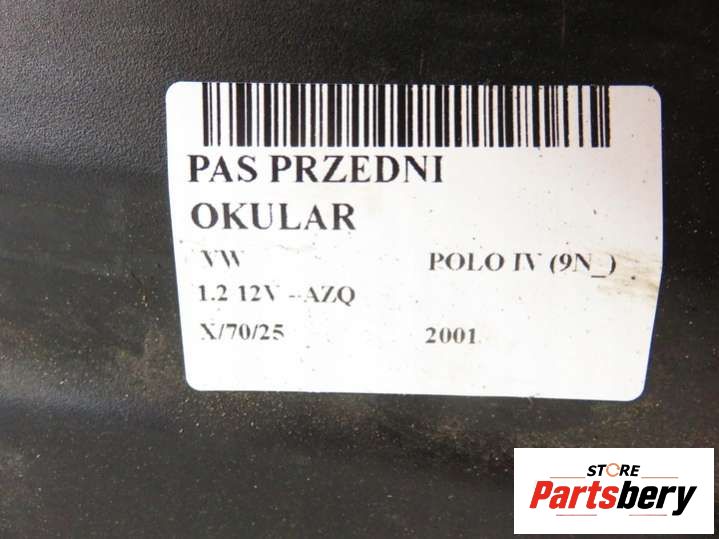 PAS PRZEDNI
OKULAR
VW POLO IV (9N_)
1.2 12V - AZQ
X/70/25 2001
STORE
Partsbery